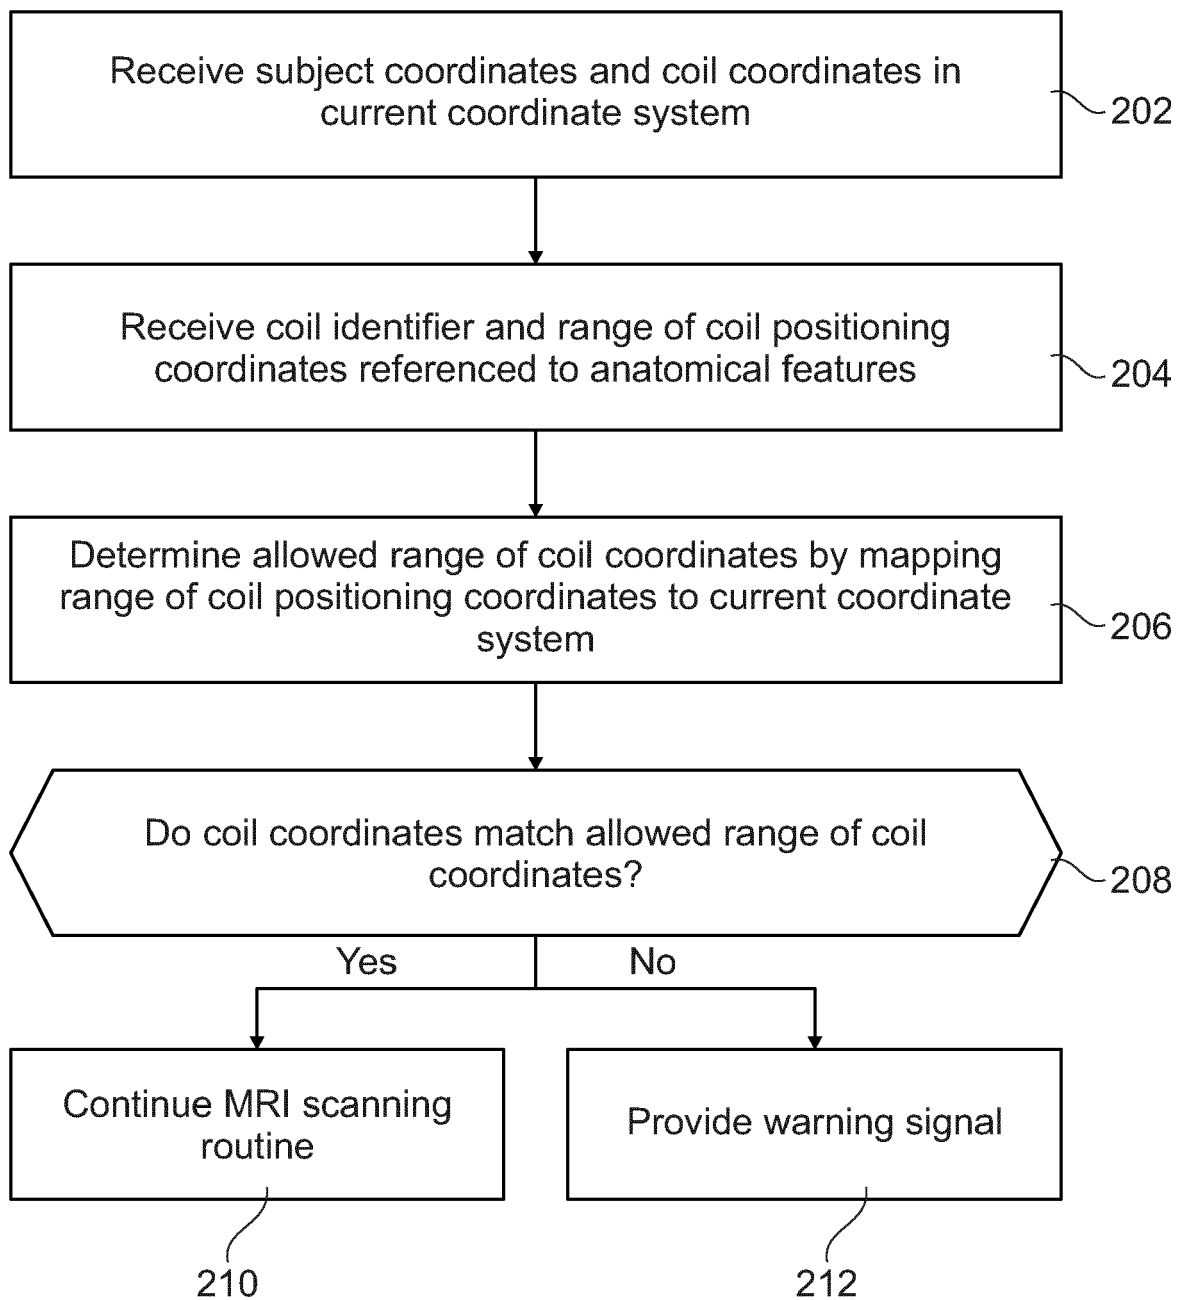 Receive subject coordinates and coil coordinates in
current coordinate system
202
Receive coil identifier and range of coil positioning
coordinates referenced to anatomical features
204
Determine allowed range of coil coordinates by mapping
range of coil positioning coordinates to current coordinate
system
206
Do coil coordinates match allowed range of coil
coordinates?
208
Yes
No
Continue MRI scanning
routine
Provide warning signal
210
212